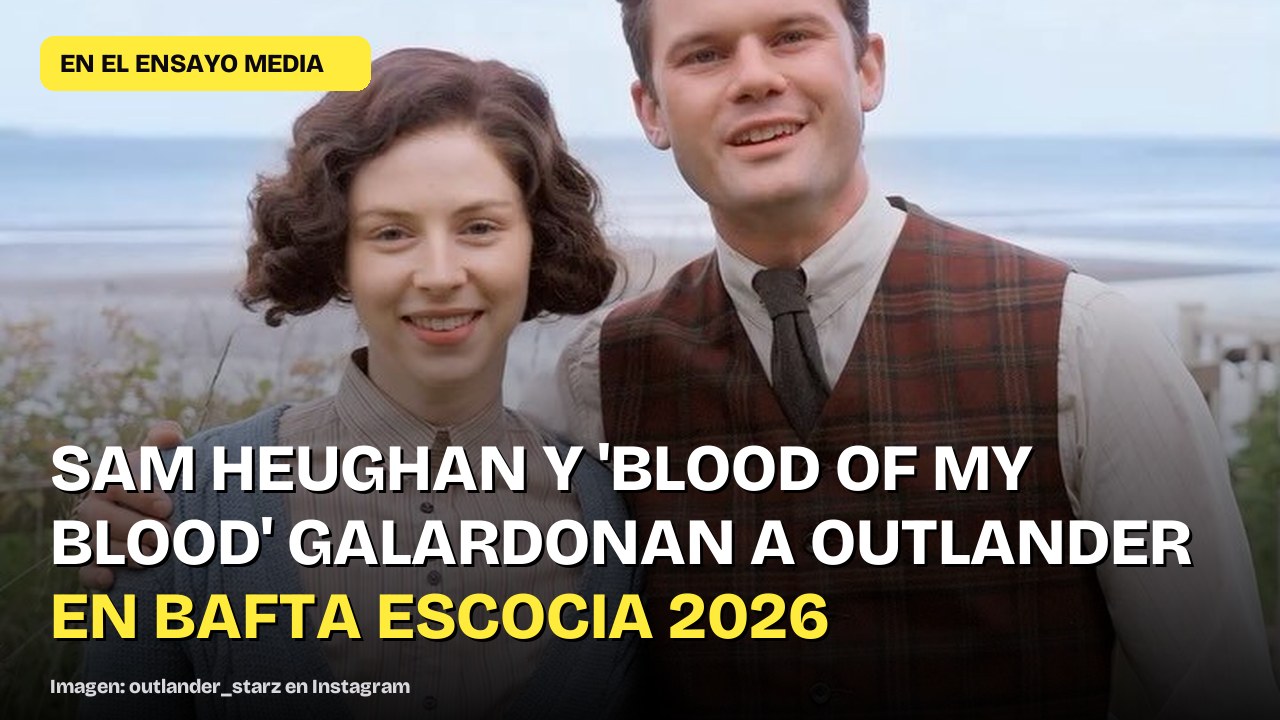 EN EL ENSAYO MEDIA
SAM HEUGHAN Y 'BLOOD OF MY
BLOOD' GALARDONAN A OUTLANDER
EN BAFTA ESCOCIA 2026
Imagen: outlander_starz en Instagram